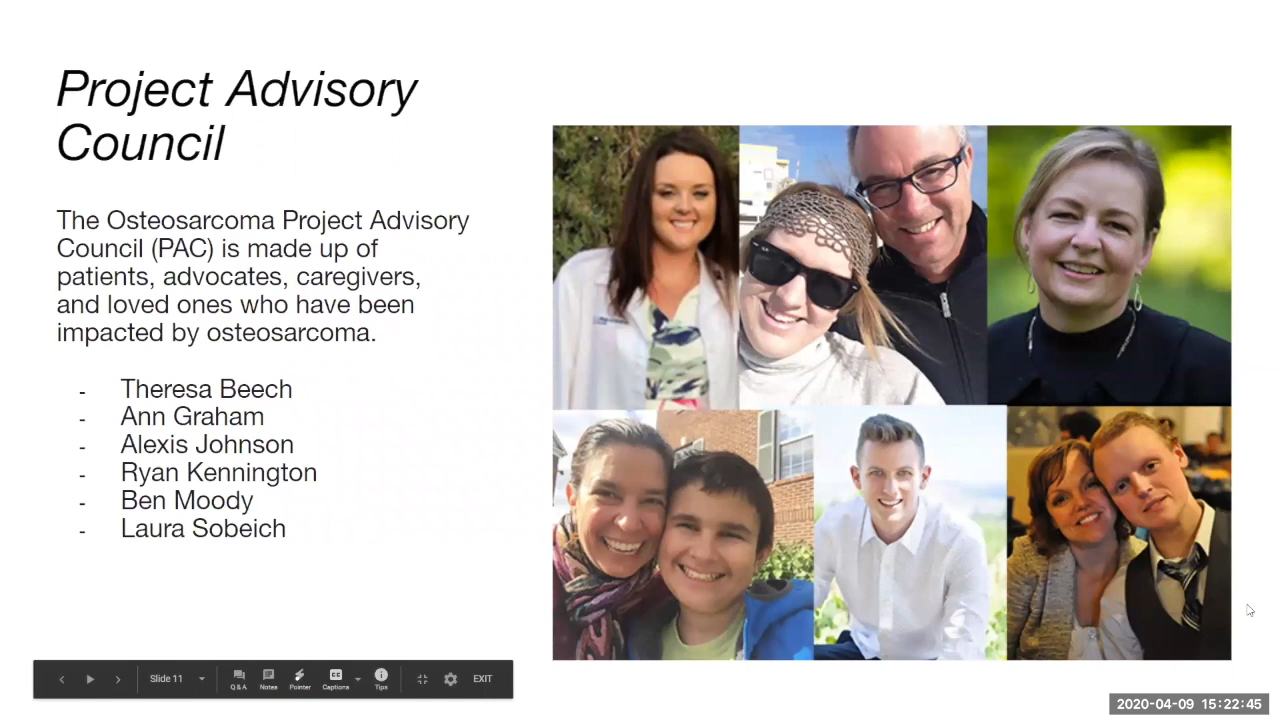 Project Advisory
Council
The Osteosarcoma Project Advisory
Council (PAC) is made up of
patients, advocates, caregivers,
and loved ones who have been
impacted by osteosarcoma.
- Theresa Beech
- Ann Graham
- Alexis Johnson
- Ryan Kennington
- Ben Moody
- Laura Sobeich
Slide 11
Q&A Notes Pointer Captions Tips
CC
EXIT
2020-04-09 15:22:45